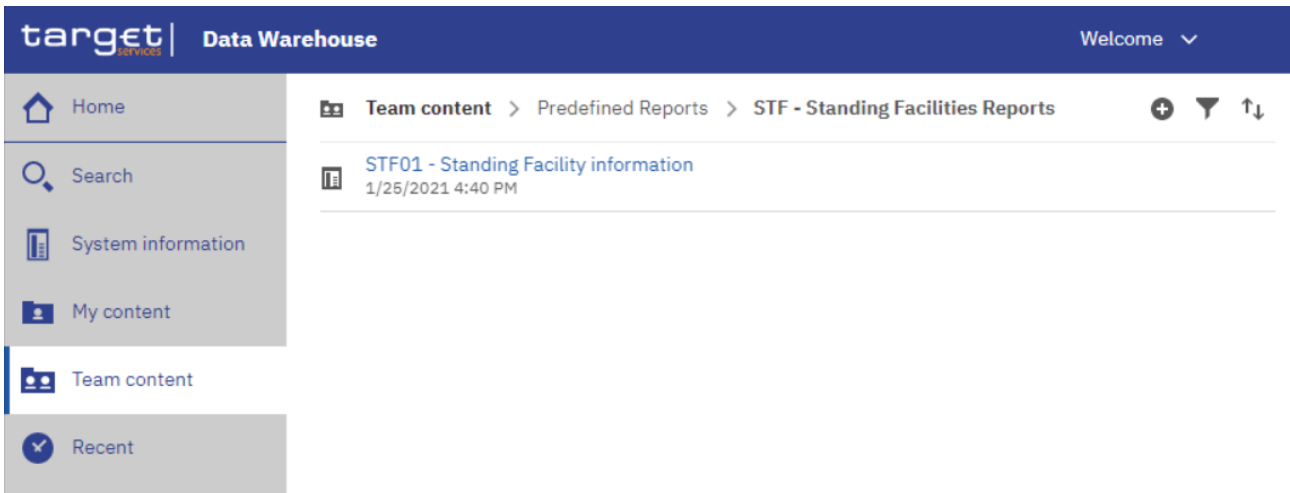 target services | Data Warehouse Welcome
Home
Team content > Predefined Reports > STF - Standing Facilities Reports
Search
STF01 - Standing Facility information
1/25/2021 4:40 PM
System information
My content
Team content
Recent